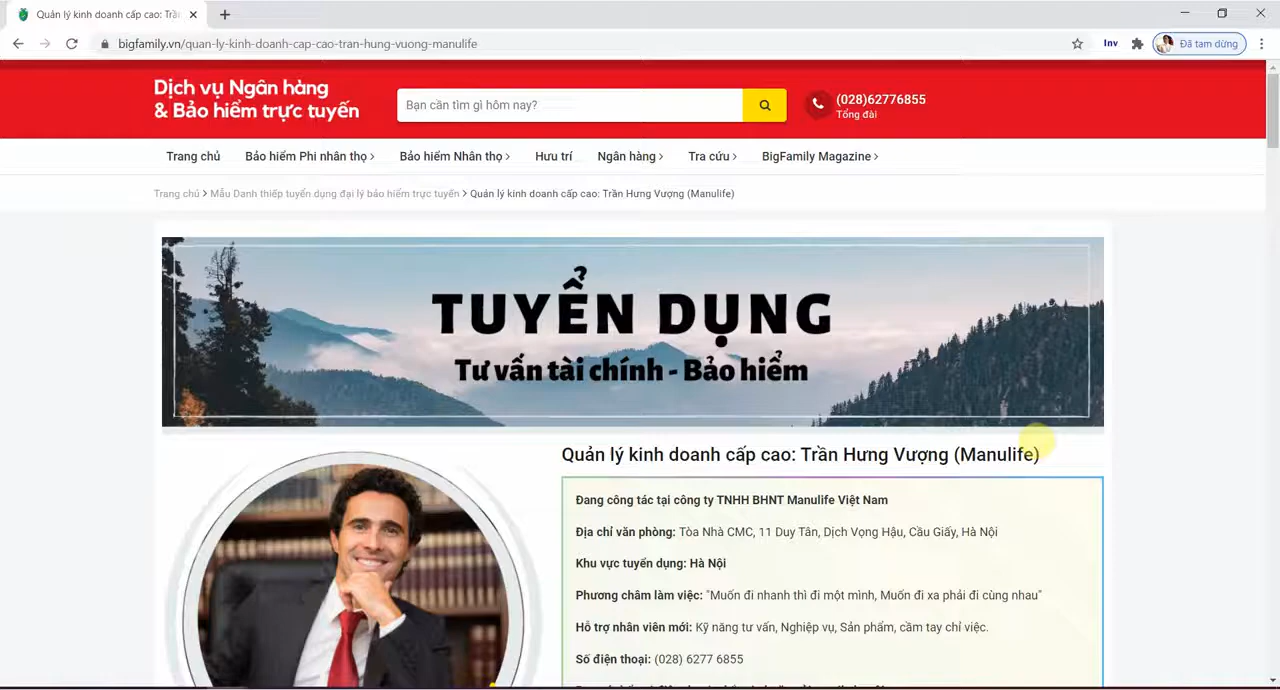 Quản lý kinh doanh cấp cao: Trần
bigfamily.vn/quan-ly-kinh-doanh-cap-cao-tran-hung-vuong-manulife
Inv
Đã tạm dừng
Dịch vụ Ngân hàng
& Bảo hiểm trực tuyến
Bạn cần tìm gì hôm nay?
(028)62776855
Tổng đài
Trang chủ Bảo hiểm Phi nhân thọ Bảo hiểm Nhân thọ Hưu trí Ngân hàng Tra cứu BigFamily Magazine
Trang chủ > Mẫu Danh thiếp tuyển dụng đại lý bảo hiểm trực tuyến > Quản lý kinh doanh cấp cao: Trần Hưng Vượng (Manulife)
TUYỂN DỤNG
Tư vấn tài chính - Bảo hiểm
Quản lý kinh doanh cấp cao: Trần Hưng Vượng (Manulife)
Đang công tác tại công ty TNHH BHNT Manulife Việt Nam
Địa chỉ văn phòng: Tòa Nhà CMC, 11 Duy Tân, Dịch Vọng Hậu, Cầu Giấy, Hà Nội
Khu vực tuyển dụng: Hà Nội
Phương châm làm việc: "Muốn đi nhanh thì đi một mình, Muốn đi xa phải đi cùng nhau"
Hỗ trợ nhân viên mới: Kỹ năng tư vấn, Nghiệp vụ, Sản phẩm, cầm tay chỉ việc.
Số điện thoại: (028) 6277 6855